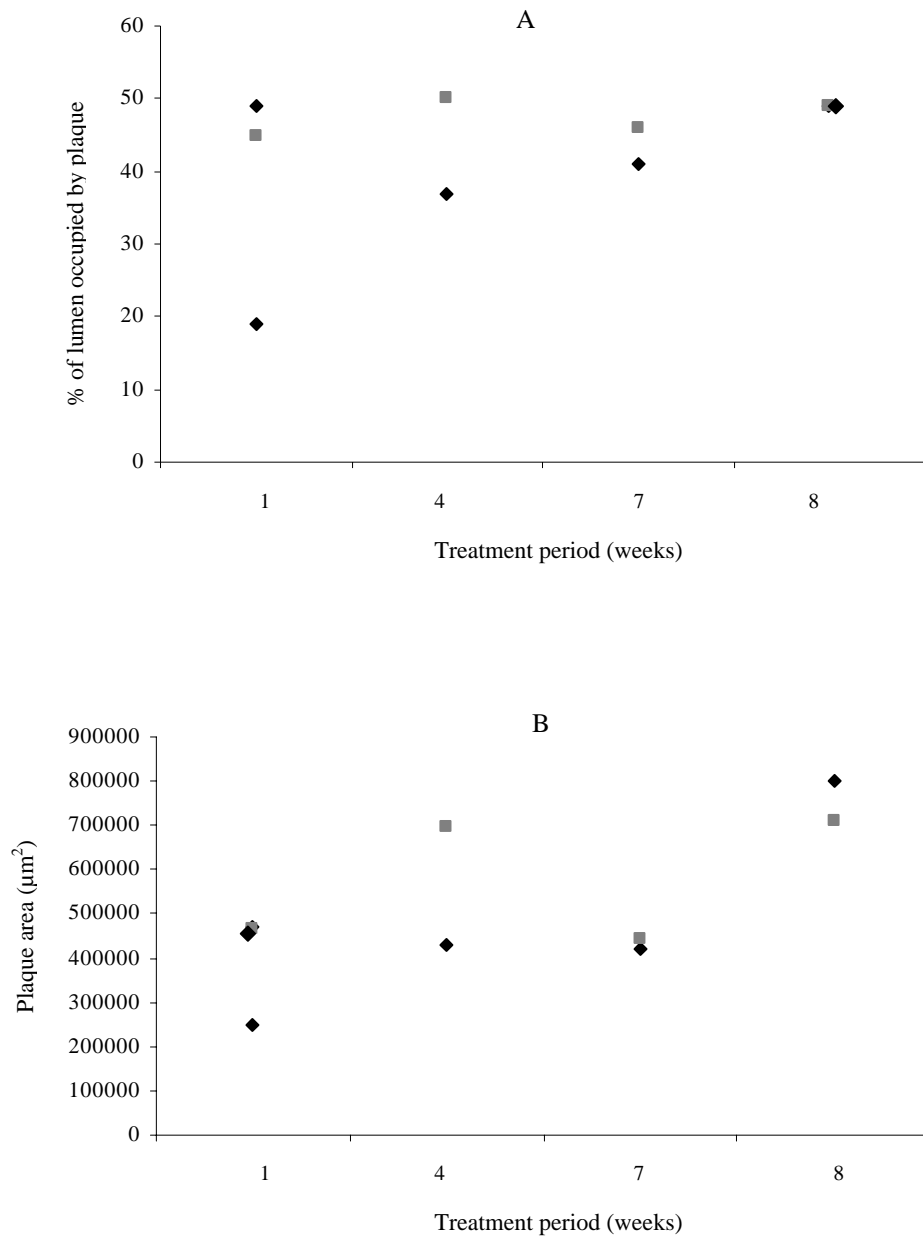 A
60
50
40
30
20
10
0
% of lumen occupied by plaque
1 4 7 8
Treatment period (weeks)
B
900000
800000
700000
600000
500000
400000
300000
200000
100000
0
Plaque area (µm²)
1 4 7 8
Treatment period (weeks)